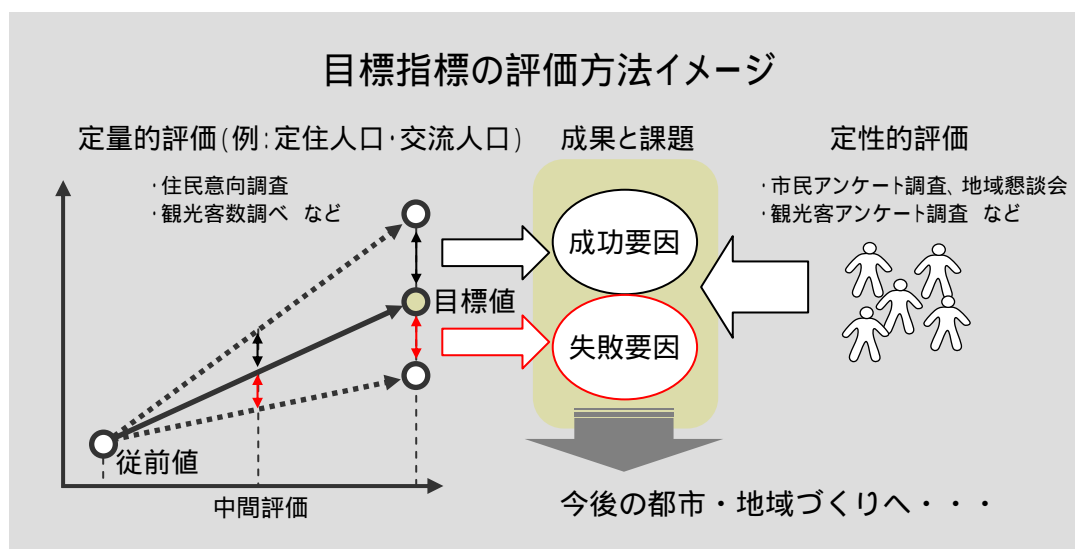 目標指標の評価方法イメージ
定量的評価(例:定住人口・交流人口)
・住民意向調査
・観光客数調べ など
目標値
従前値
中間評価
成果と課題
成功要因
失敗要因
定性的評価
・市民アンケート調査、地域懇談会
・観光客アンケート調査 など
今後の都市・地域づくりへ・・・